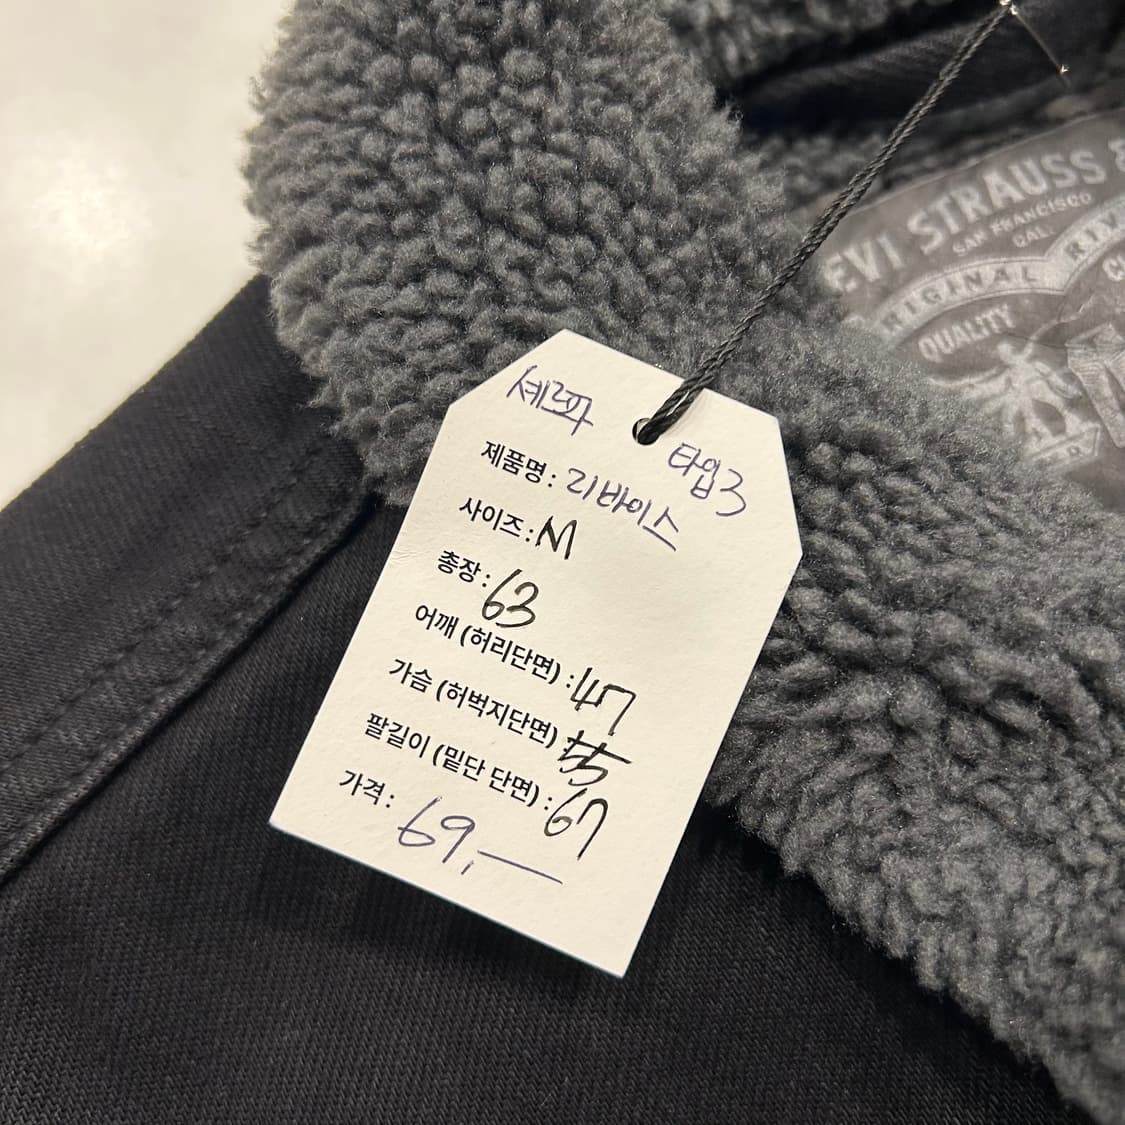 세르파
타입3
제품명: 리바이스
사이즈: M
총장: 63
어깨 (허리단면) : 47
가슴 (허벅지단면) 55
팔길이 (밑단 단면) : 67
가격: 69,—
EVI STRAUSS &
SAN FRANCISCO
CAL.
ORIGINAL
QUALITY